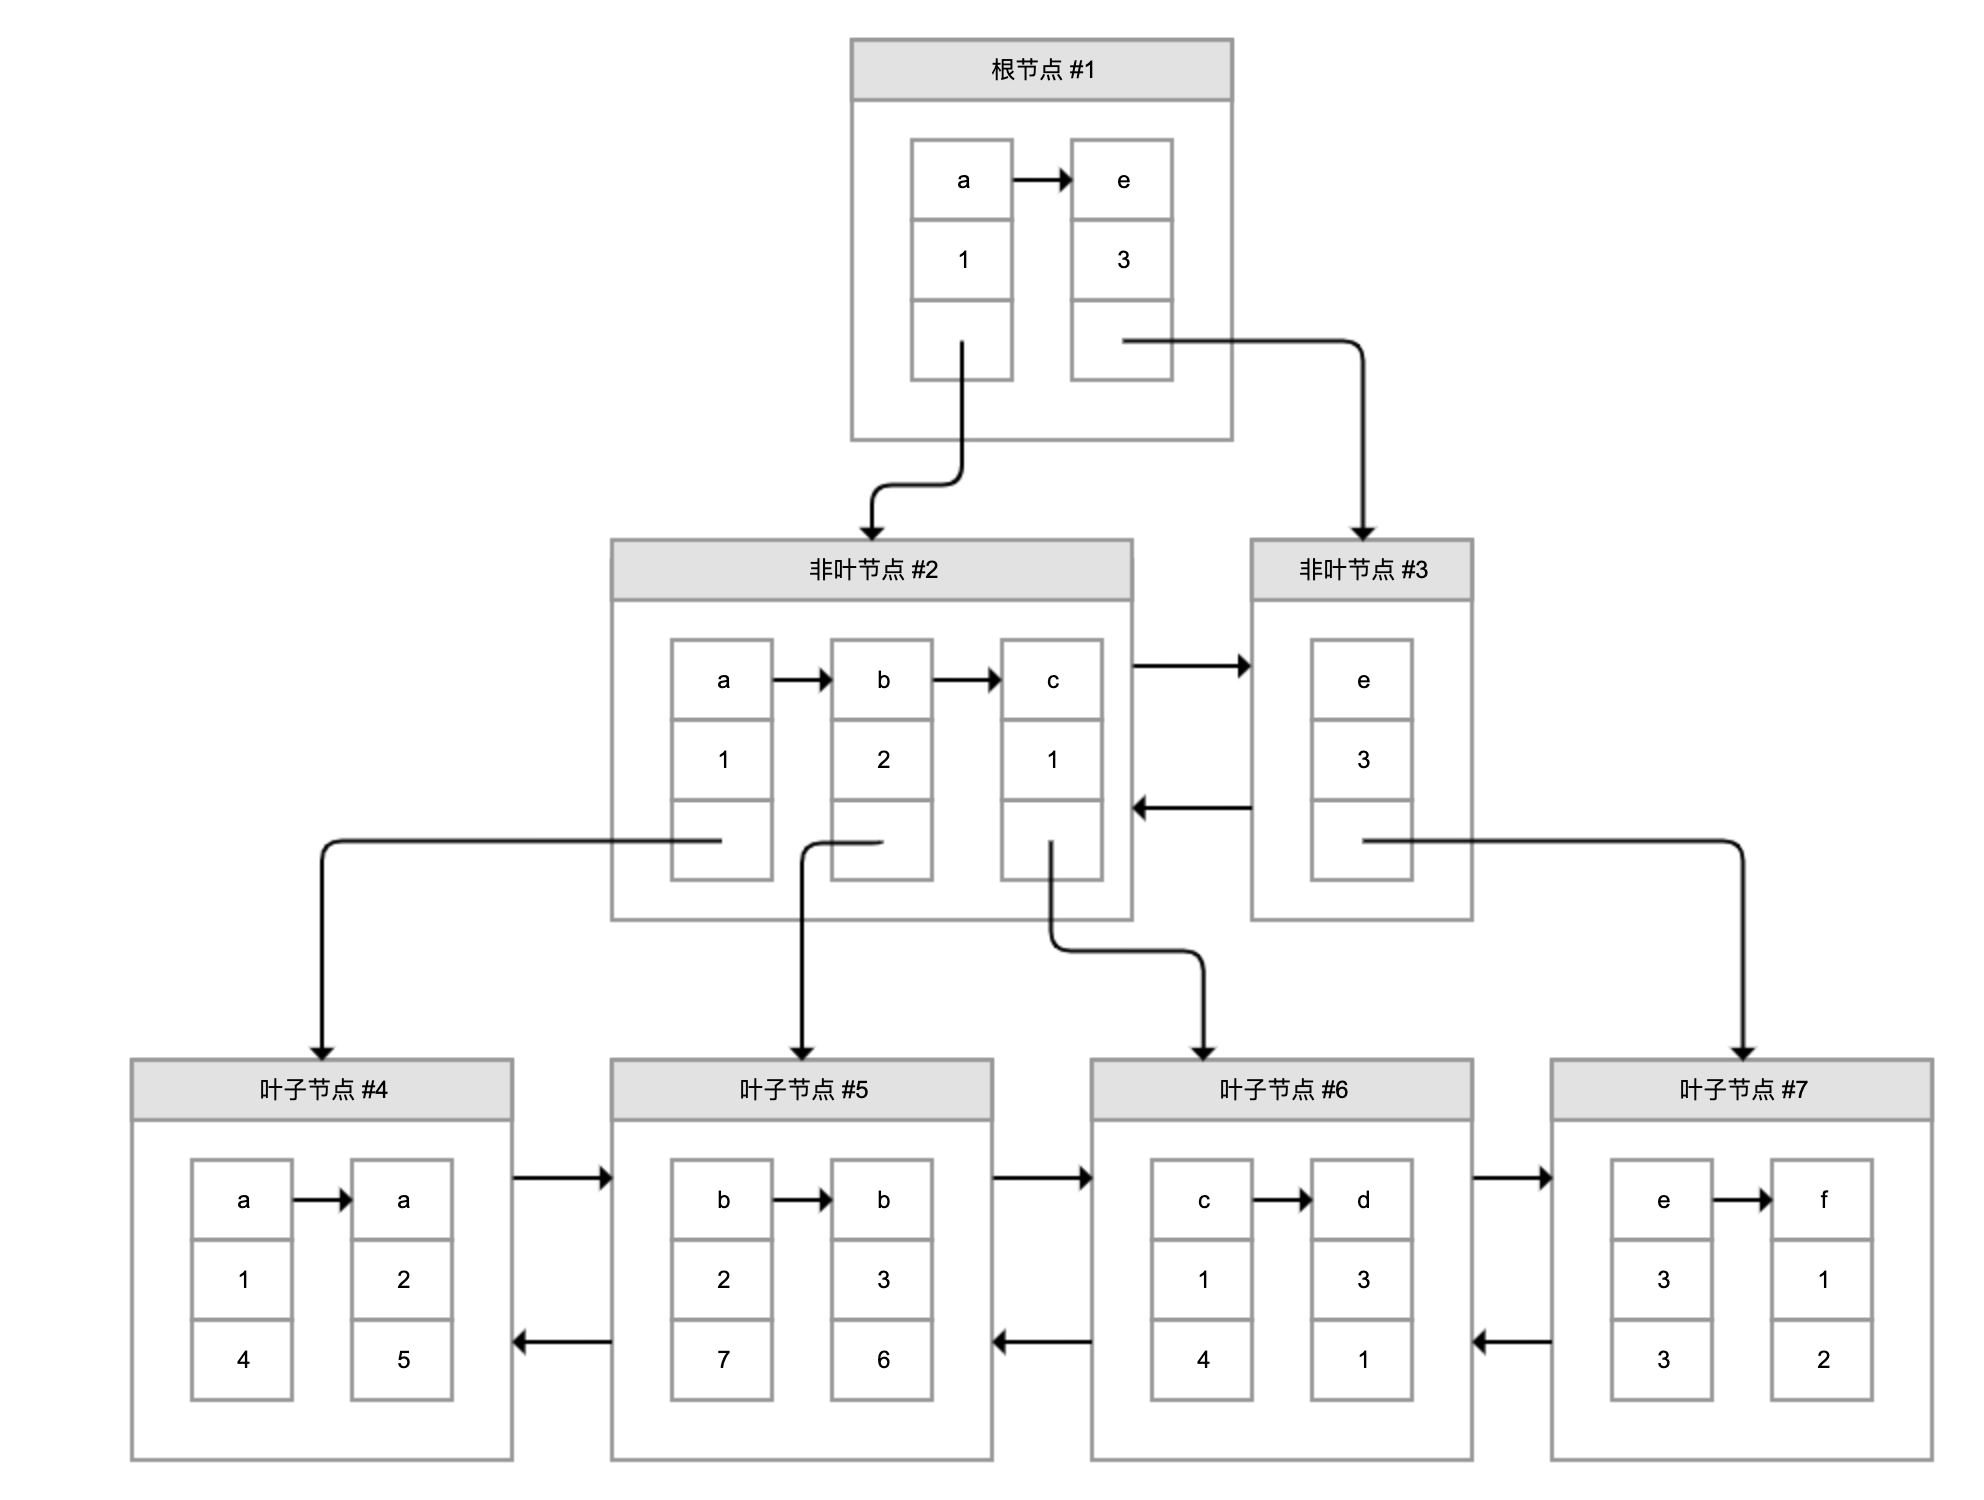 根节点 #1
a e
1 3
非叶节点 #2 非叶节点 #3
a b c e
1 2 1 3
叶子节点 #4 叶子节点 #5 叶子节点 #6 叶子节点 #7
a a b b c d e f
1 2 2 3 1 3 3 1
4 5 7 6 4 1 3 2